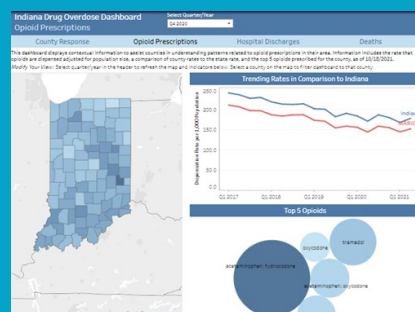 Indiana Drug Overdose Dashboard
Opioid Prescriptions
Select Quarter/Year
Q4 2020
County Response
Opioid Prescriptions
Hospital Discharges
Deaths
This dashboard displays contextual information to assist counties in understanding patterns related to opioid prescriptions in their area. Information includes the rate that
opioids are dispensed adjusted for population size, a comparison of county rates to the state rate, and the top 5 opioids prescribed for the county, as of 10/18/2021.
Modify Your View: Select quarter/year in the header to refresh the map and indicators below. Select a county on the map to filter dashboard to that county.
Trending Rates in Comparison to Indiana
Dispensation Rate per 1,000 Population
250.0
200.0
150.0
100.0
50.0
0.0
Q1 2017
Q1 2018
Q1 2019
Q1 2020
Q1 2021
Top 5 Opioids
oxycodone
tramadol
acetaminophen; hydrocodone
acetaminophen; oxycodone